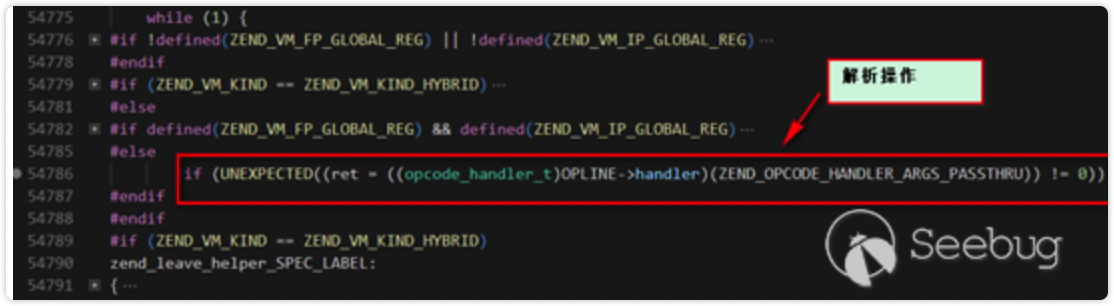 54775 while (1) {
54776 #if !defined(ZEND_VM_FP_GLOBAL_REG) || !defined(ZEND_VM_IP_GLOBAL_REG) ...
54778 #endif
54779 #if (ZEND_VM_KIND == ZEND_VM_KIND_HYBRID) ...
54781 #else
54782 #if defined(ZEND_VM_FP_GLOBAL_REG) && defined(ZEND_VM_IP_GLOBAL_REG) ...
54785 #else
解析操作
54786 if (UNEXPECTED((ret = ((opcode_handler_t)OPLINE->handler)(ZEND_OPCODE_HANDLER_ARGS_PASSTHRU)) != 0))
54787 #endif
54788 #endif
54789 #if (ZEND_VM_KIND == ZEND_VM_KIND_HYBRID)
54790 zend_leave_helper_SPEC_LABEL:
54791 { ...
Seebug